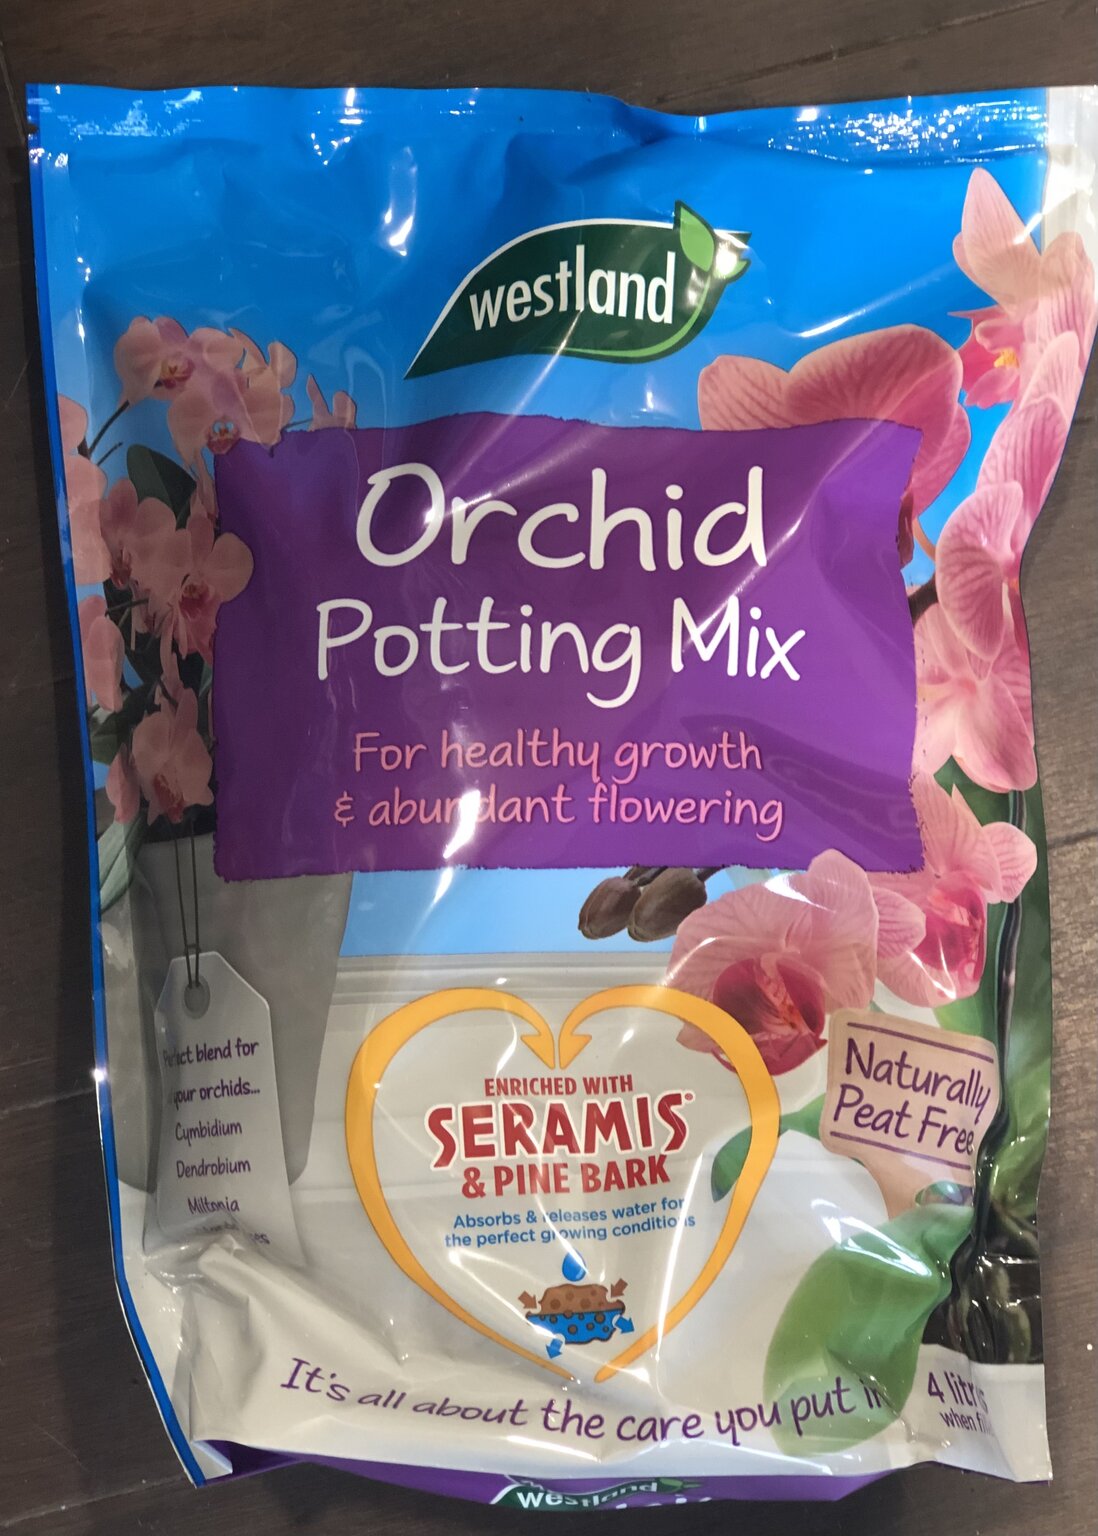 westland
Orchid
Potting Mix
For healthy growth
& abundant flowering
Perfect blend for
your orchids...
Cymbidium
Dendrobium
Miltonia
ENRICHED WITH
SERAMIS®
& PINE BARK
Absorbs & releases water for
the perfect growing conditions
Naturally
Peat Free
It's all about the care you put in
4 litres
when
westland